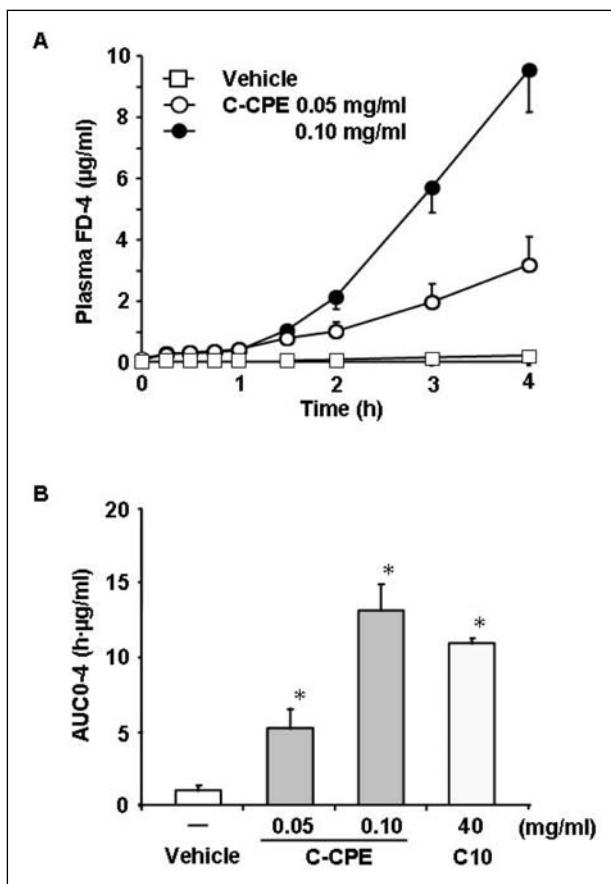 A
10
8
6
4
2
0
Plasma FD-4 (µg/ml)
Vehicle
C-CPE 0.05 mg/ml
0.10 mg/ml
0 1 2 3 4
Time (h)
B
20
15
10
5
0
AUC0-4 (h·µg/ml)
* * *
— 0.05 0.10 40 (mg/ml)
Vehicle C-CPE C10